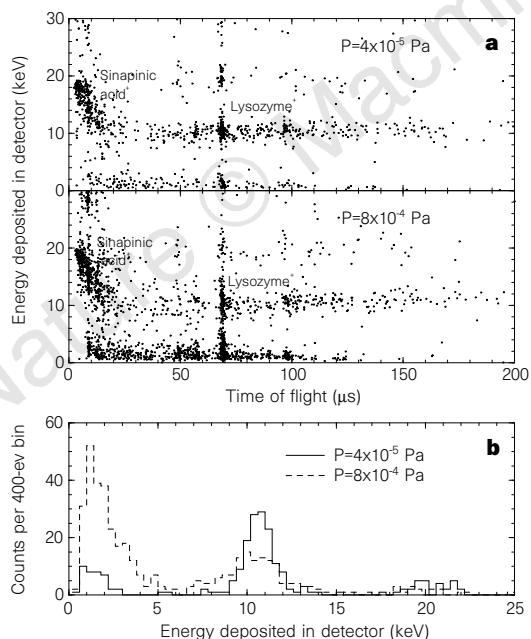 30
a
P=4x10⁻⁵ Pa
Sinapinic
acid⁺
20
Lysozyme⁺
10
0
P=8x10⁻⁴ Pa
20
Sinapinic
acid⁺
Lysozyme⁺
10
0
Energy deposited in detector (keV)
0 50 100 150 200
Time of flight (μs)
Nature © Macm
60
b
P=4x10⁻⁵ Pa
P=8x10⁻⁴ Pa
40
20
0
Counts per 400-ev bin
0 5 10 15 20 25
Energy deposited in detector (keV)